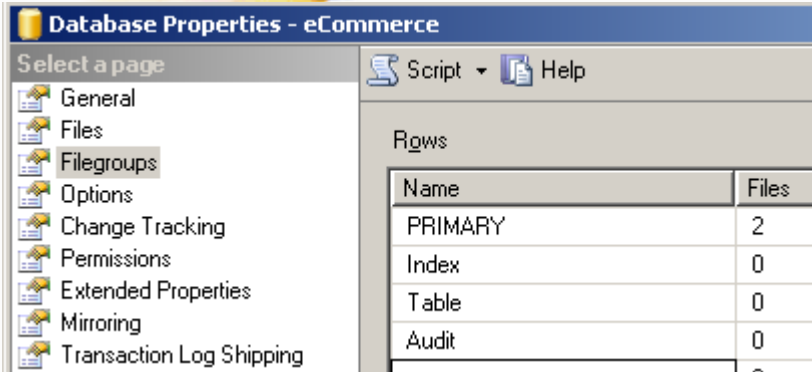 Database Properties - eCommerce
Select a page
General
Files
Filegroups
Options
Change Tracking
Permissions
Extended Properties
Mirroring
Transaction Log Shipping
Script Help
Rows
Name Files
PRIMARY 2
Index 0
Table 0
Audit 0